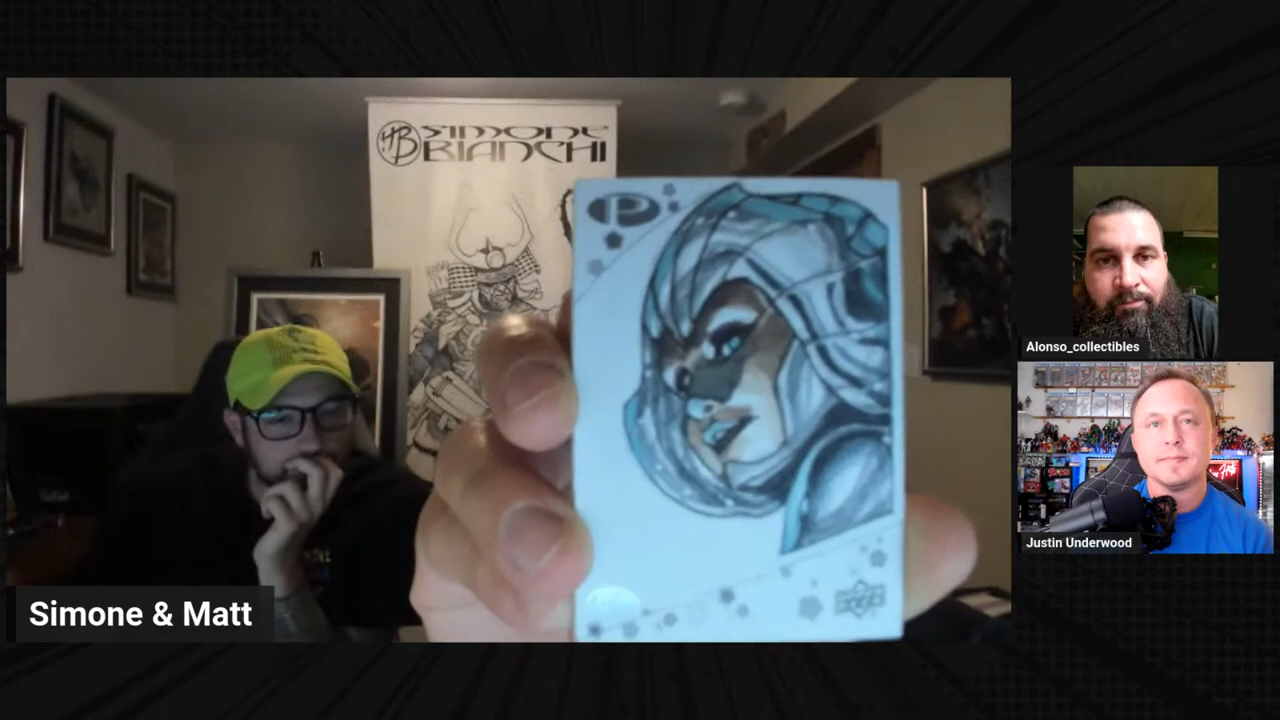 SIMONE
BIANCHI
P
Alonso_collectibles
Justin Underwood
Simone & Matt